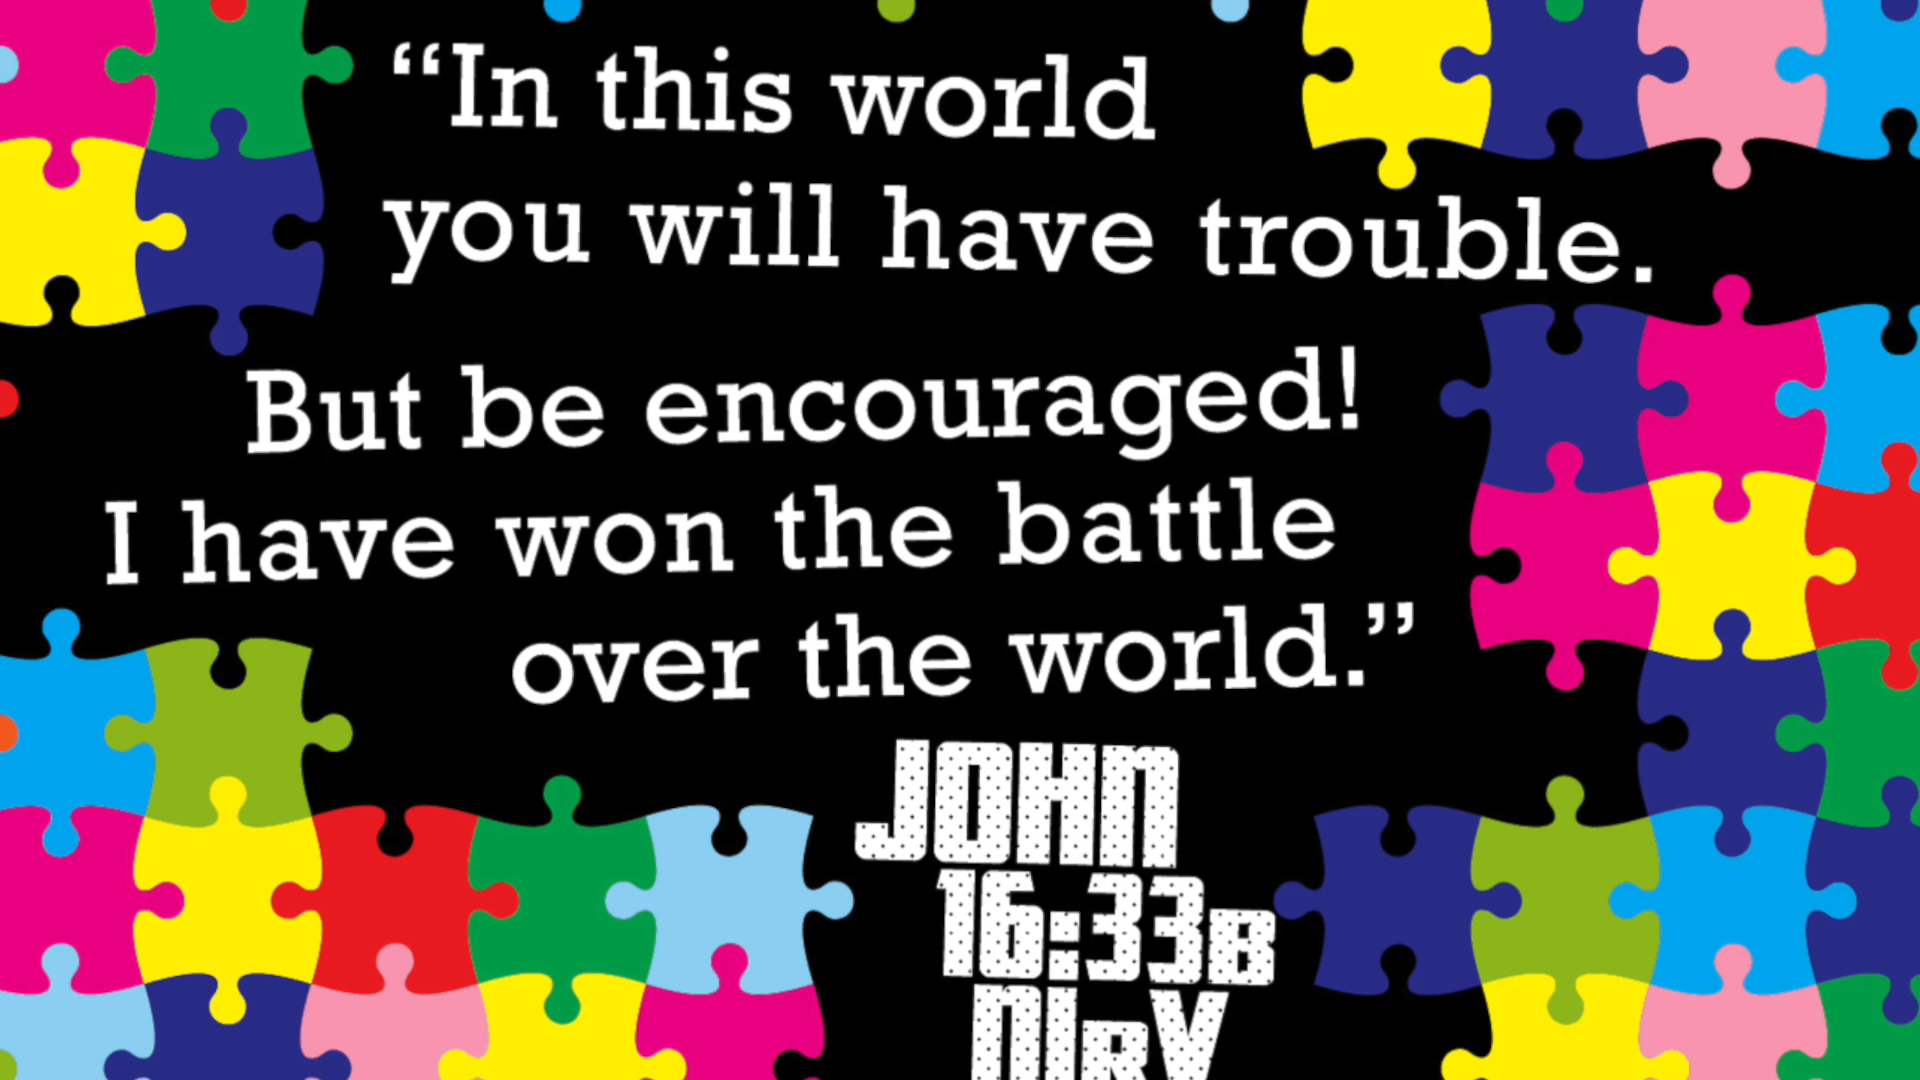 “In this world
you will have trouble.
But be encouraged!
I have won the battle
over the world.”
JOHN
16:33B
NIrV